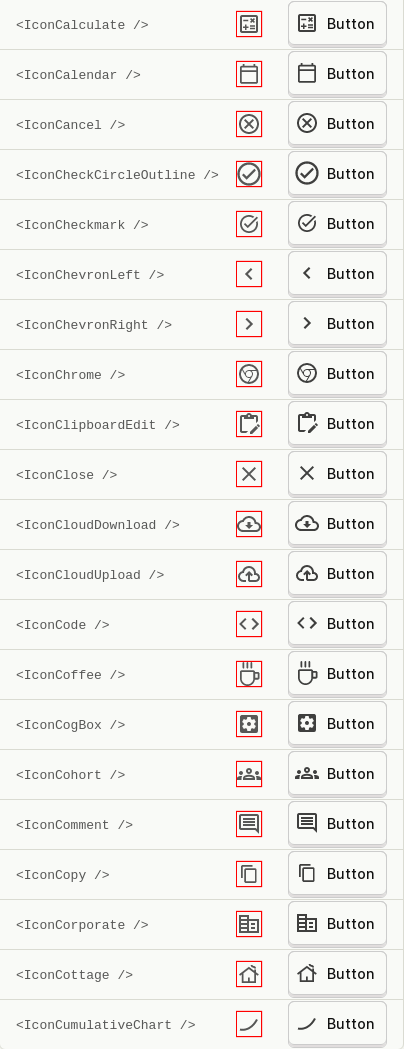 <IconCalculate /> Button
<IconCalendar /> Button
<IconCancel /> Button
<IconCheckCircleOutline /> Button
<IconCheckmark /> Button
<IconChevronLeft /> Button
<IconChevronRight /> Button
<IconChrome /> Button
<IconClipboardEdit /> Button
<IconClose /> Button
<IconCloudDownload /> Button
<IconCloudUpload /> Button
<IconCode /> Button
<IconCoffee /> Button
<IconCogBox /> Button
<IconCohort /> Button
<IconComment /> Button
<IconCopy /> Button
<IconCorporate /> Button
<IconCottage /> Button
<IconCumulativeChart /> Button